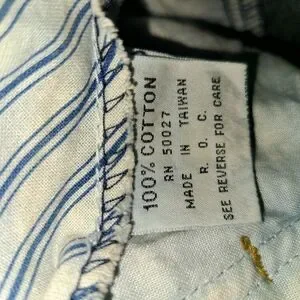 100% COTTON
RN 50027
MADE IN TAIWAN
R. O. C.
SEE REVERSE FOR CARE